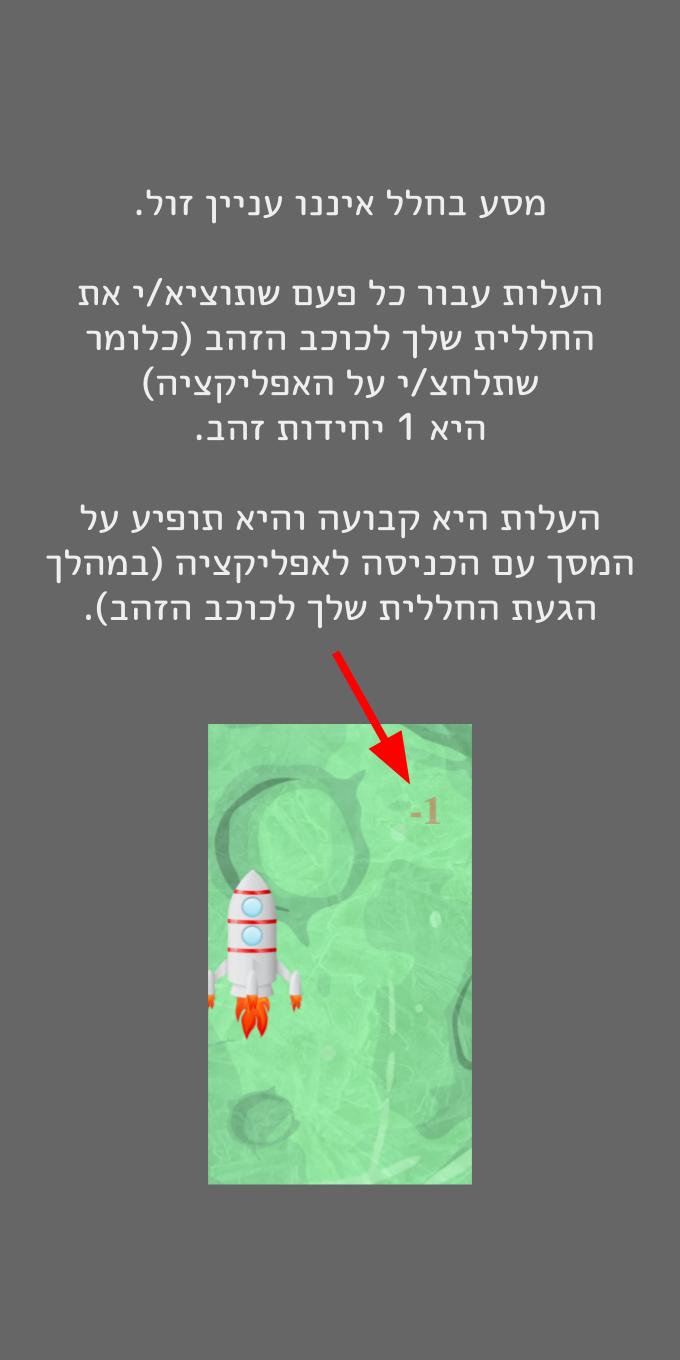 מסע בחלל איננו עניין זול.
העלות עבור כל פעם שתוציא/י את
החללית שלך לכוכב הזהב (כלומר
שתלחצ/י על האפליקציה)
היא 1 יחידות זהב.
העלות היא קבועה והיא תופיע על
המסך עם הכניסה לאפליקציה (במהלך
הגעת החללית שלך לכוכב הזהב).
-1